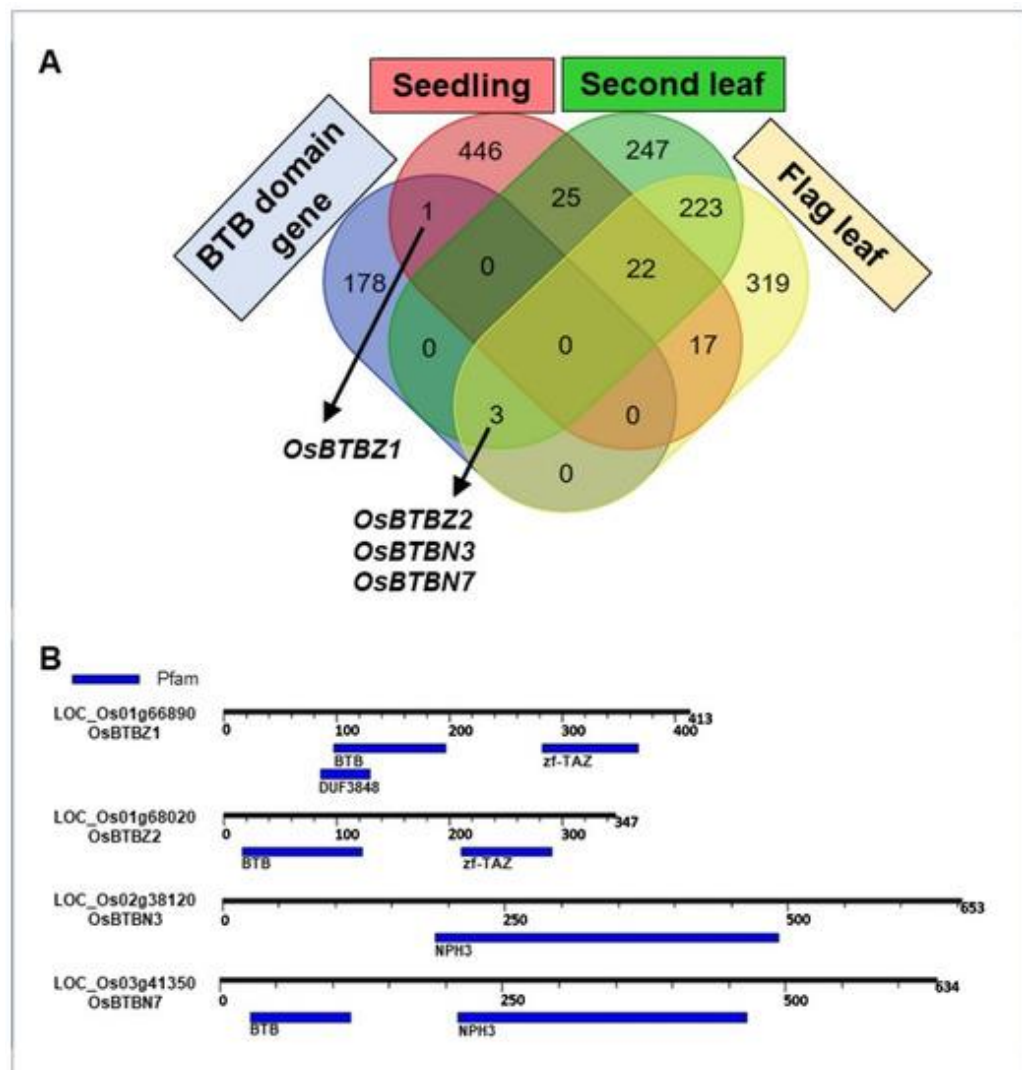 A
Seedling
Second leaf
BTB domain
gene
Flag leaf
446
247
1
25
223
178
0
22
319
0
0
17
3
0
0
OsBTBZ1
OsBTBZ2
OsBTBN3
OsBTBN7
B
Pfam
LOC_Os01g66890
OsBTBZ1
0 100 200 300 400 413
BTB zf-TAZ
DUF3848
LOC_Os01g68020
OsBTBZ2
0 100 200 300 347
BTB zf-TAZ
LOC_Os02g38120
OsBTBN3
0 250 500 653
NPH3
LOC_Os03g41350
OsBTBN7
0 250 500 634
BTB NPH3